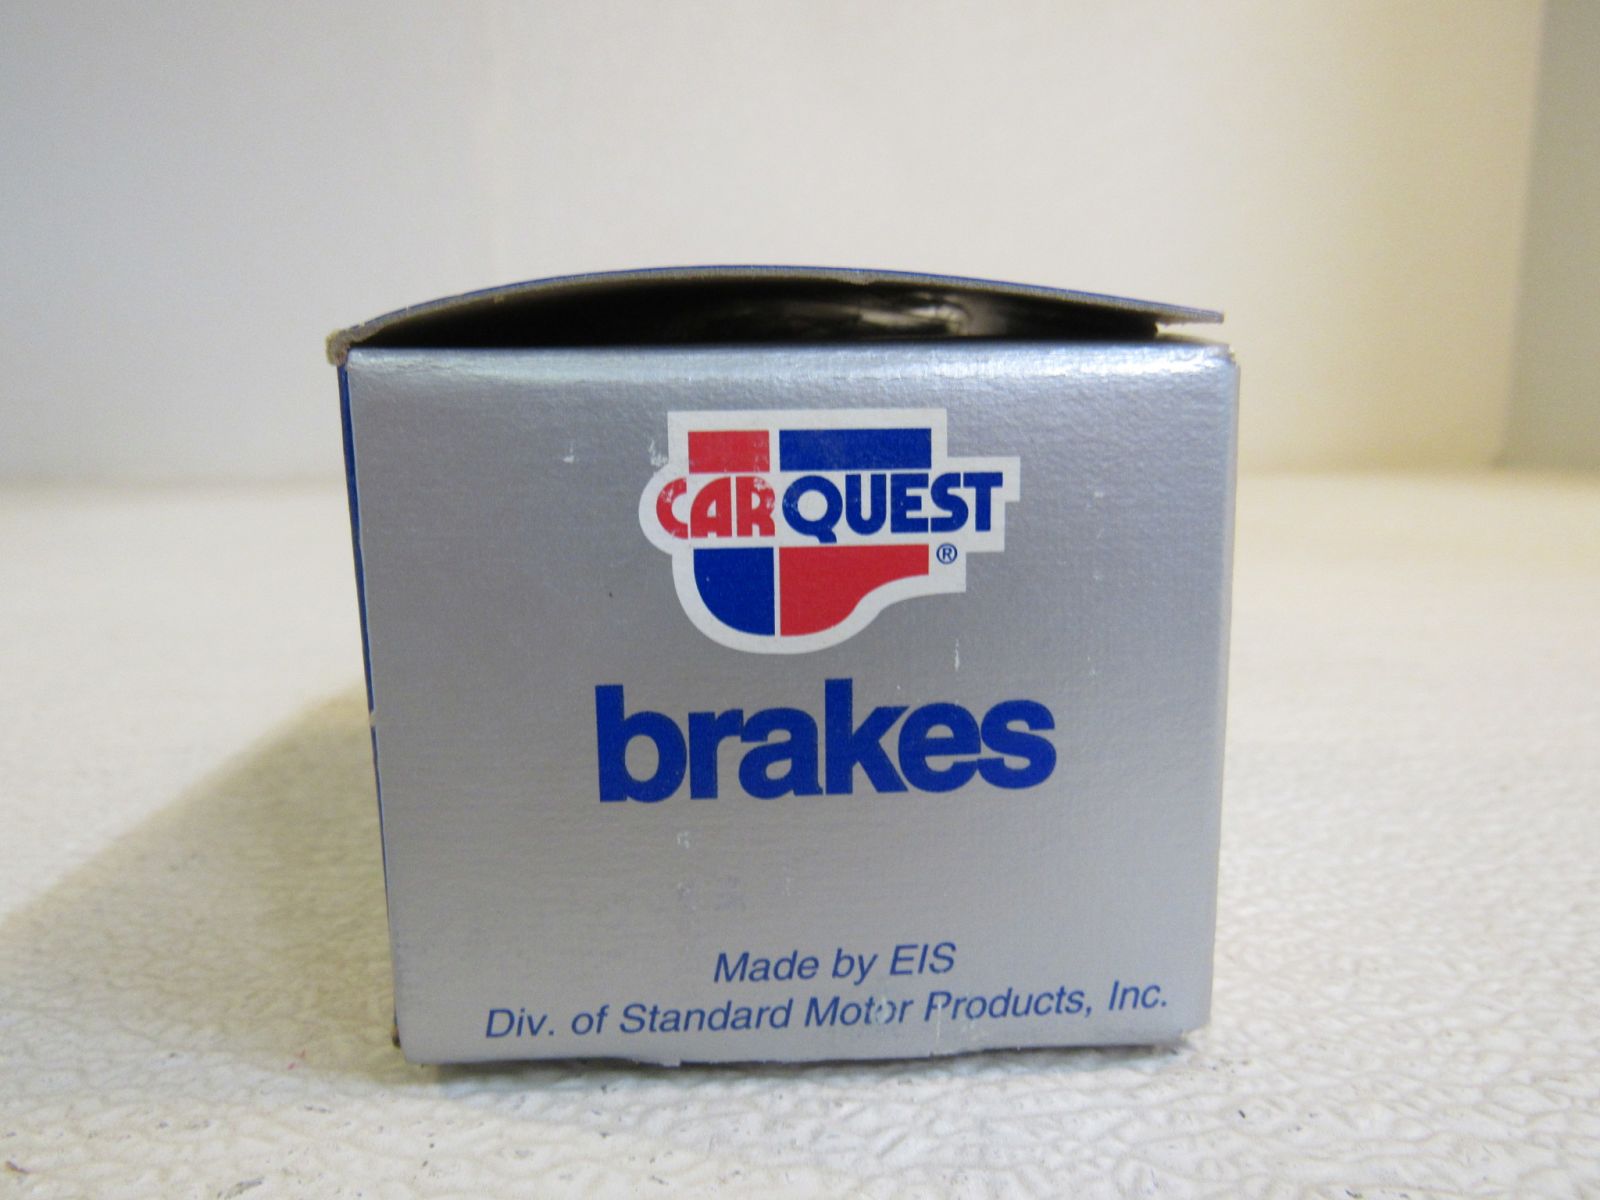 CARQUEST®
brakes
Made by EIS
Div. of Standard Motor Products, Inc.